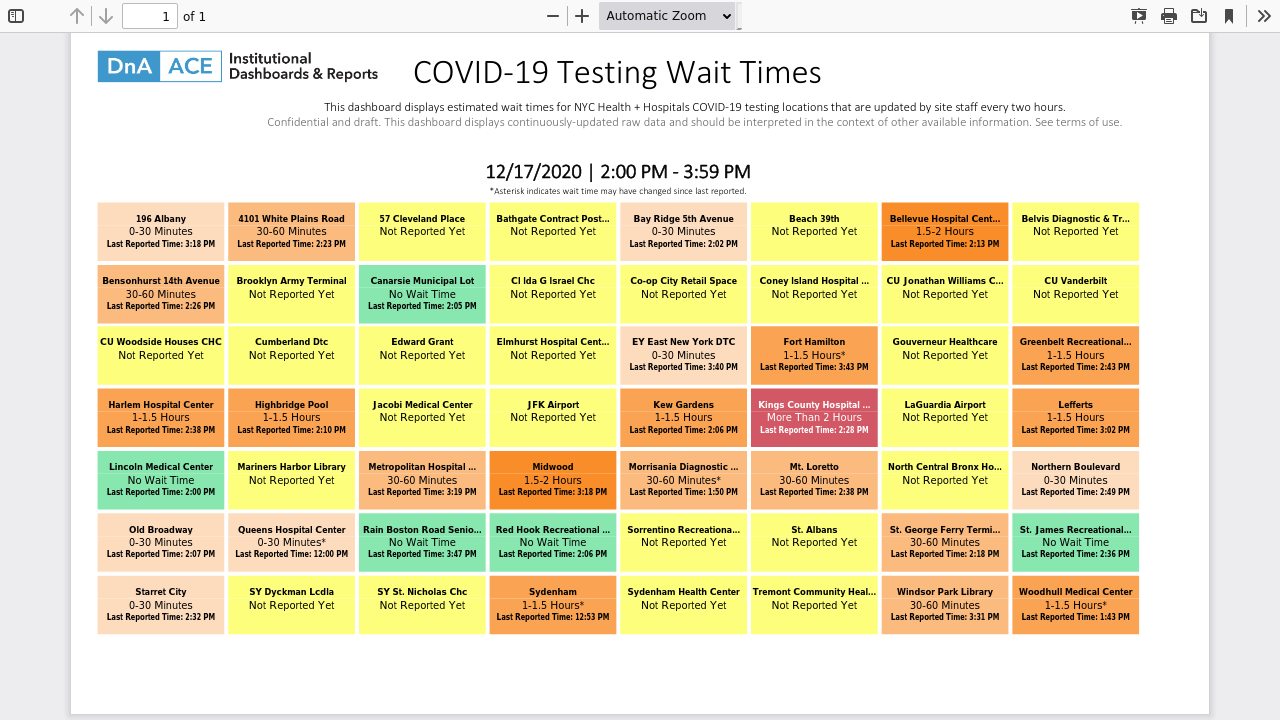 1 of 1 Automatic Zoom
DnA ACE Institutional Dashboards & Reports
COVID-19 Testing Wait Times
This dashboard displays estimated wait times for NYC Health + Hospitals COVID-19 testing locations that are updated by site staff every two hours.
Confidential and draft. This dashboard displays continuously-updated raw data and should be interpreted in the context of other available information. See terms of use.
12/17/2020 | 2:00 PM - 3:59 PM
*Asterisk indicates wait time may have changed since last reported.
196 Albany
0-30 Minutes
Last Reported Time: 3:18 PM
4101 White Plains Road
30-60 Minutes
Last Reported Time: 2:23 PM
57 Cleveland Place
Not Reported Yet
Bathgate Contract Post...
Not Reported Yet
Bay Ridge 5th Avenue
0-30 Minutes
Last Reported Time: 2:02 PM
Beach 39th
Not Reported Yet
Bellevue Hospital Cent...
1.5-2 Hours
Last Reported Time: 2:13 PM
Belvis Diagnostic & Tr...
Not Reported Yet
Bensonhurst 14th Avenue
30-60 Minutes
Last Reported Time: 2:26 PM
Brooklyn Army Terminal
Not Reported Yet
Canarsie Municipal Lot
No Wait Time
Last Reported Time: 2:05 PM
CI Ida G Israel Chc
Not Reported Yet
Co-op City Retail Space
Not Reported Yet
Coney Island Hospital ...
Not Reported Yet
CU Jonathan Williams C...
Not Reported Yet
CU Vanderbilt
Not Reported Yet
CU Woodside Houses CHC
Not Reported Yet
Cumberland Dtc
Not Reported Yet
Edward Grant
Not Reported Yet
Elmhurst Hospital Cent...
Not Reported Yet
EY East New York DTC
0-30 Minutes
Last Reported Time: 3:40 PM
Fort Hamilton
1-1.5 Hours*
Last Reported Time: 3:43 PM
Gouverneur Healthcare
Not Reported Yet
Greenbelt Recreational...
1-1.5 Hours
Last Reported Time: 2:43 PM
Harlem Hospital Center
1-1.5 Hours
Last Reported Time: 2:38 PM
Highbridge Pool
1-1.5 Hours
Last Reported Time: 2:10 PM
Jacobi Medical Center
Not Reported Yet
JFK Airport
Not Reported Yet
Kew Gardens
1-1.5 Hours
Last Reported Time: 2:06 PM
Kings County Hospital ...
More Than 2 Hours
Last Reported Time: 2:28 PM
LaGuardia Airport
Not Reported Yet
Lefferts
1-1.5 Hours
Last Reported Time: 3:02 PM
Lincoln Medical Center
No Wait Time
Last Reported Time: 2:00 PM
Mariners Harbor Library
Not Reported Yet
Metropolitan Hospital ...
30-60 Minutes
Last Reported Time: 3:19 PM
Midwood
1.5-2 Hours
Last Reported Time: 3:18 PM
Morrisania Diagnostic ...
30-60 Minutes*
Last Reported Time: 1:50 PM
Mt. Loretto
30-60 Minutes
Last Reported Time: 2:38 PM
North Central Bronx Ho...
Not Reported Yet
Northern Boulevard
0-30 Minutes
Last Reported Time: 2:49 PM
Old Broadway
0-30 Minutes
Last Reported Time: 2:07 PM
Queens Hospital Center
0-30 Minutes*
Last Reported Time: 12:00 PM
Rain Boston Road Senio...
No Wait Time
Last Reported Time: 3:47 PM
Red Hook Recreational ...
No Wait Time
Last Reported Time: 2:06 PM
Sorrentino Recreationa...
Not Reported Yet
St. Albans
Not Reported Yet
St. George Ferry Termi...
30-60 Minutes
Last Reported Time: 2:18 PM
St. James Recreational...
No Wait Time
Last Reported Time: 2:36 PM
Starret City
0-30 Minutes
Last Reported Time: 2:32 PM
SY Dyckman Lcdla
Not Reported Yet
SY St. Nicholas Chc
Not Reported Yet
Sydenham
1-1.5 Hours*
Last Reported Time: 12:53 PM
Sydenham Health Center
Not Reported Yet
Tremont Community Heal...
Not Reported Yet
Windsor Park Library
30-60 Minutes
Last Reported Time: 3:31 PM
Woodhull Medical Center
1-1.5 Hours*
Last Reported Time: 1:43 PM